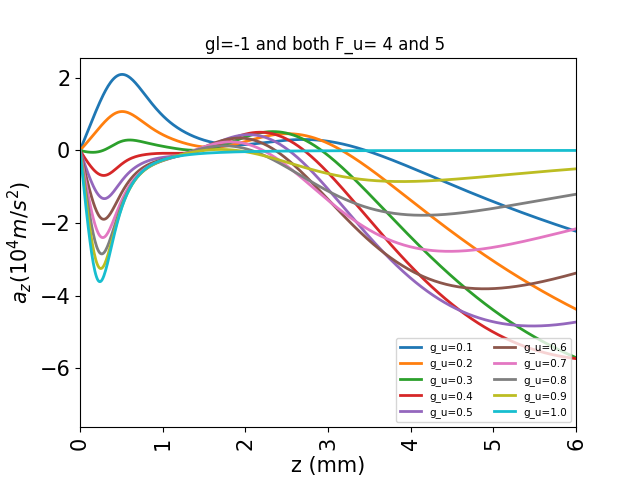 gl=-1 and both F_u= 4 and 5
a_z(10^4 m/s^2)
2
0
−2
−4
−6
g_u=0.1
g_u=0.2
g_u=0.3
g_u=0.4
g_u=0.5
g_u=0.6
g_u=0.7
g_u=0.8
g_u=0.9
g_u=1.0
0
1
2
3
4
5
6
z (mm)